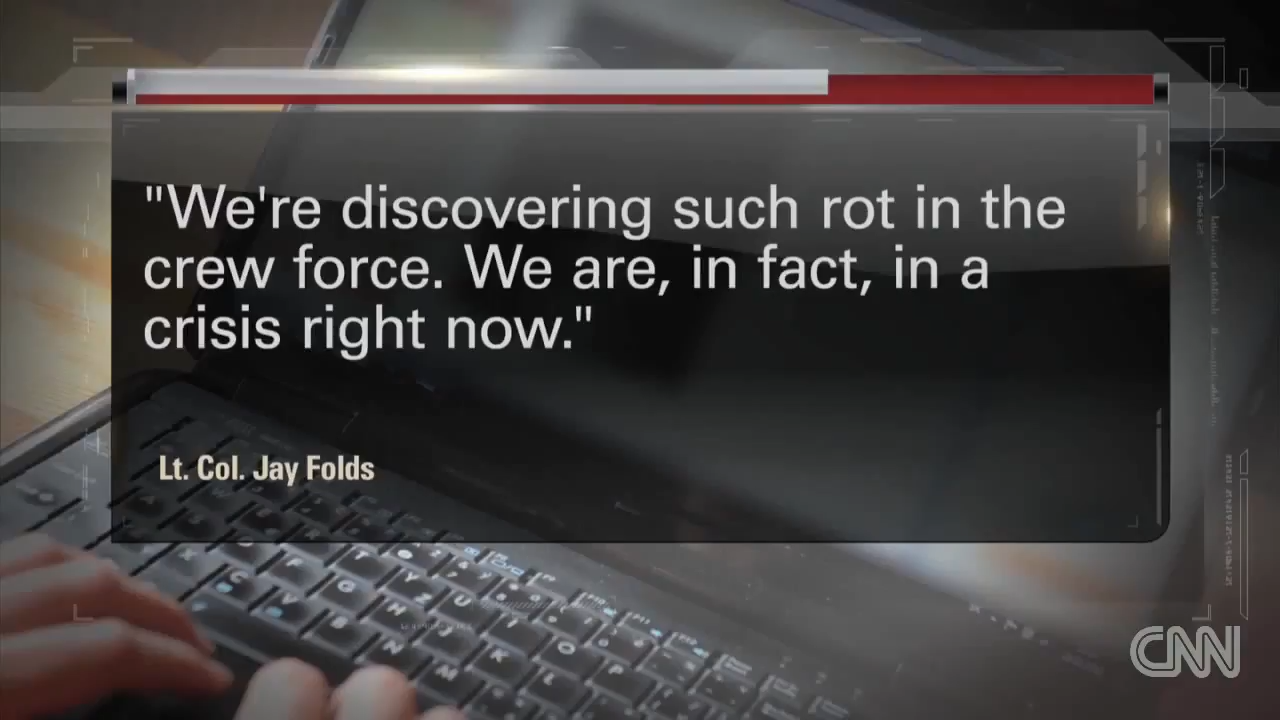 "We're discovering such rot in the
crew force. We are, in fact, in a
crisis right now."
Lt. Col. Jay Folds
CNN